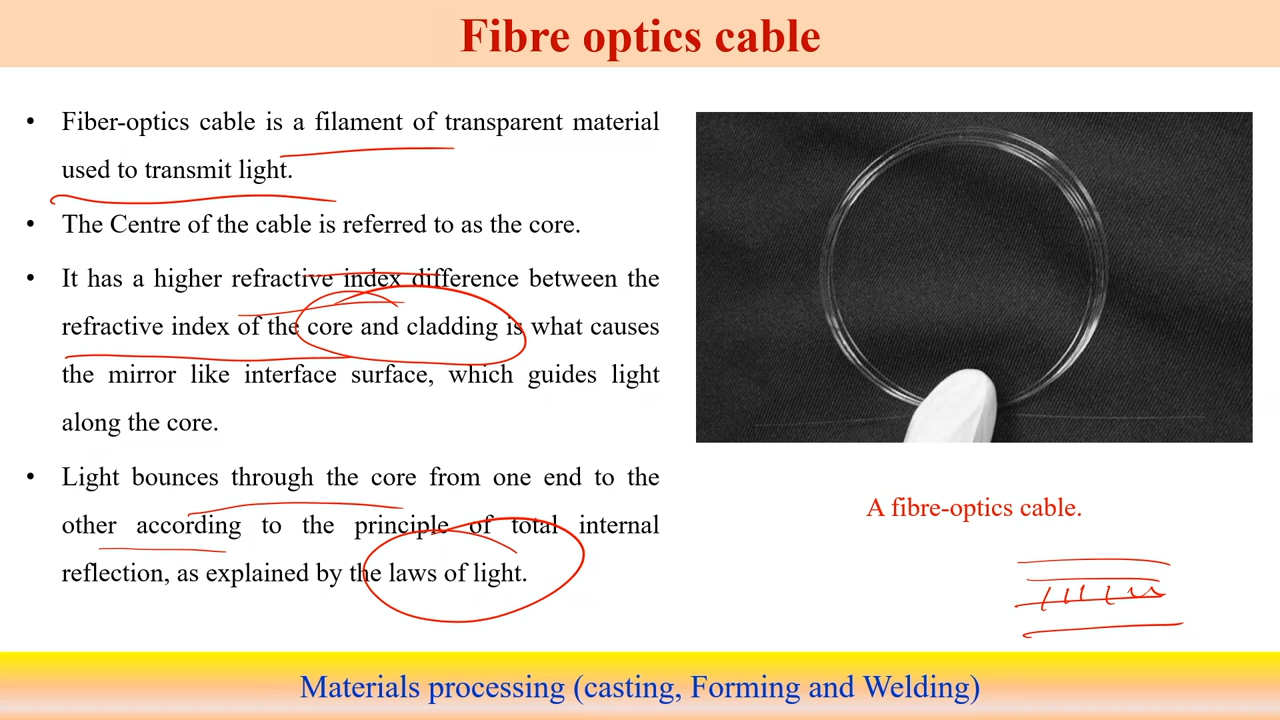 Fibre optics cable
• Fiber-optics cable is a filament of transparent material
used to transmit light.
• The Centre of the cable is referred to as the core.
• It has a higher refractive index difference between the
refractive index of the core and cladding is what causes
the mirror like interface surface, which guides light
along the core.
• Light bounces through the core from one end to the
other according to the principle of total internal
reflection, as explained by the laws of light.
A fibre-optics cable.
Materials processing (casting, Forming and Welding)